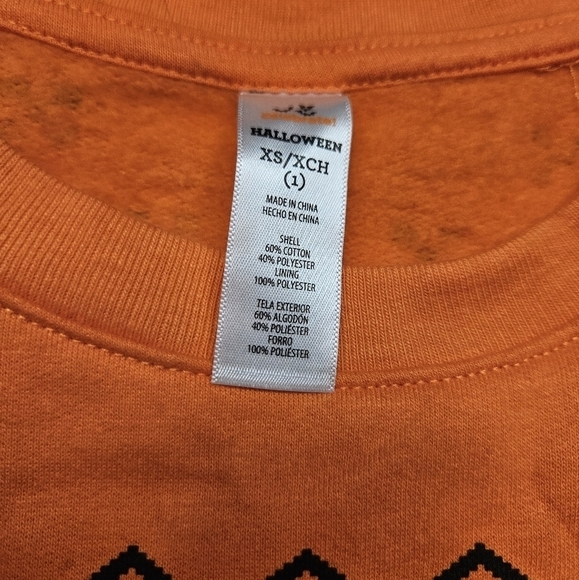 HALLOWEEN
XS/XCH
(1)
MADE IN CHINA
HECHO EN CHINA
SHELL
60% COTTON
40% POLYESTER
LINING
100% POLYESTER
TELA EXTERIOR
60% ALGODÓN
40% POLIÉSTER
FORRO
100% POLIÉSTER